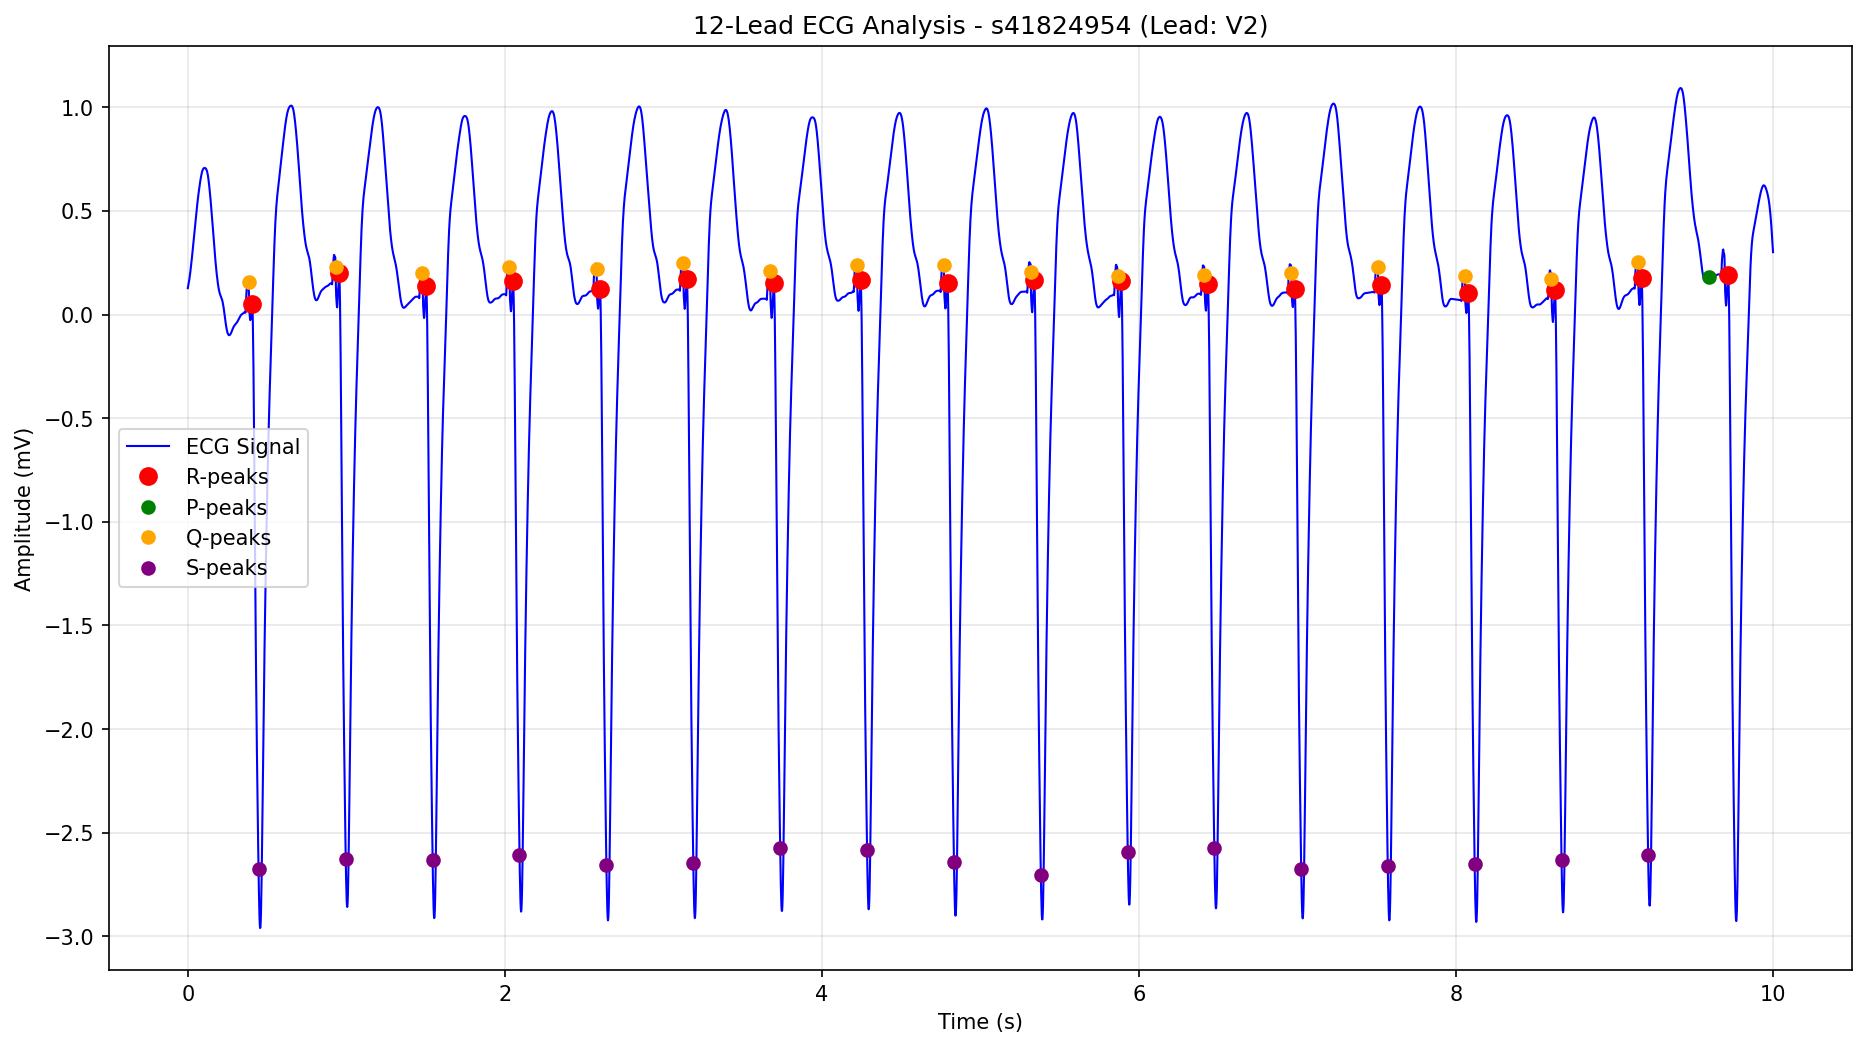 12-Lead ECG Analysis - s41824954 (Lead: V2)
Amplitude (mV)
1.0
0.5
0.0
−0.5
−1.0
−1.5
−2.0
−2.5
−3.0
ECG Signal
R-peaks
P-peaks
Q-peaks
S-peaks
0 2 4 6 8 10
Time (s)